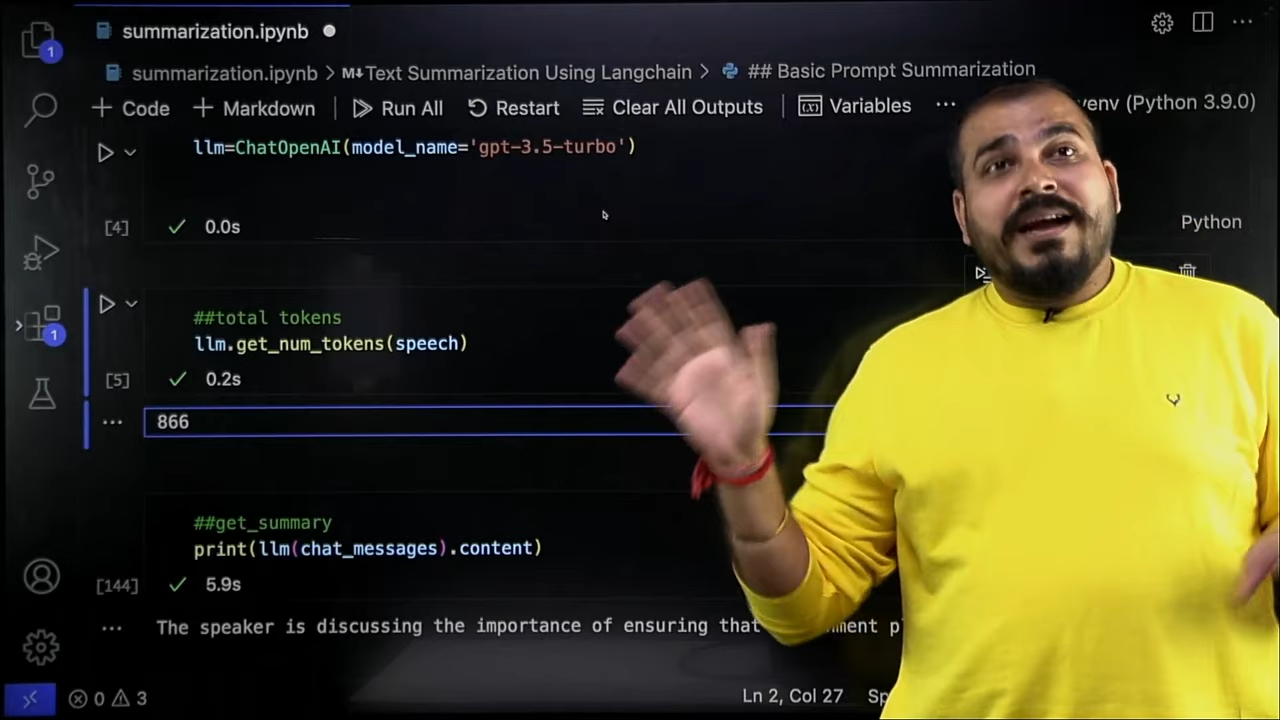 summarization.ipynb
1
summarization.ipynb > M↓Text Summarization Using Langchain > ## Basic Prompt Summarization
+ Code + Markdown Run All Restart Clear All Outputs Variables ... venv (Python 3.9.0)
llm=ChatOpenAI(model_name='gpt-3.5-turbo')
[4] ✓ 0.0s
Python
##total tokens
1
llm.get_num_tokens(speech)
[5] ✓ 0.2s
... 866
##get_summary
print(llm(chat_messages).content)
[144] ✓ 5.9s
... The speaker is discussing the importance of ensuring that
0 3
Ln 2, Col 27